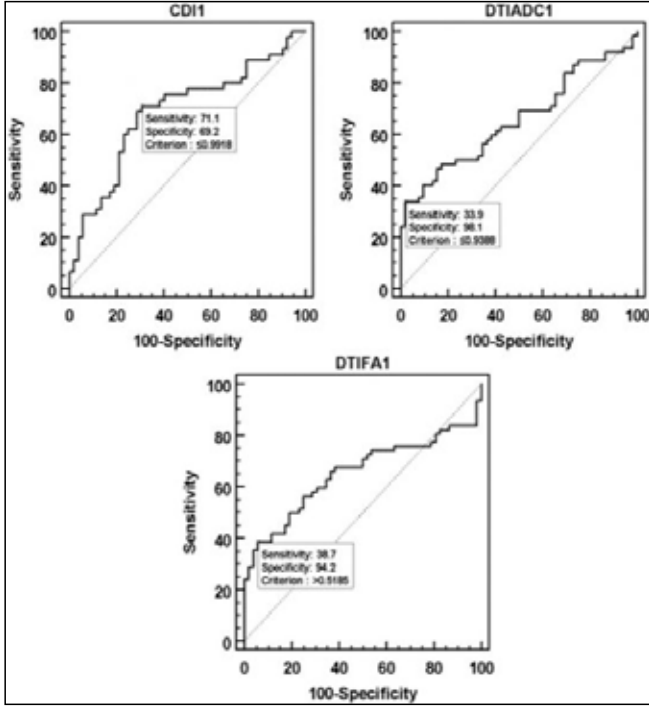 CDI1
100
80
60
40
20
0
Sensitivity
Sensitivity: 71.1
Specificity: 69.2
Criterion : ≤0.9918
0 20 40 60 80 100
100-Specificity
DTIADC1
100
80
60
40
20
0
Sensitivity
Sensitivity: 33.9
Specificity: 98.1
Criterion : ≤0.9388
0 20 40 60 80 100
100-Specificity
DTIFA1
100
80
60
40
20
0
Sensitivity
Sensitivity: 38.7
Specificity: 94.2
Criterion : >0.5185
0 20 40 60 80 100
100-Specificity